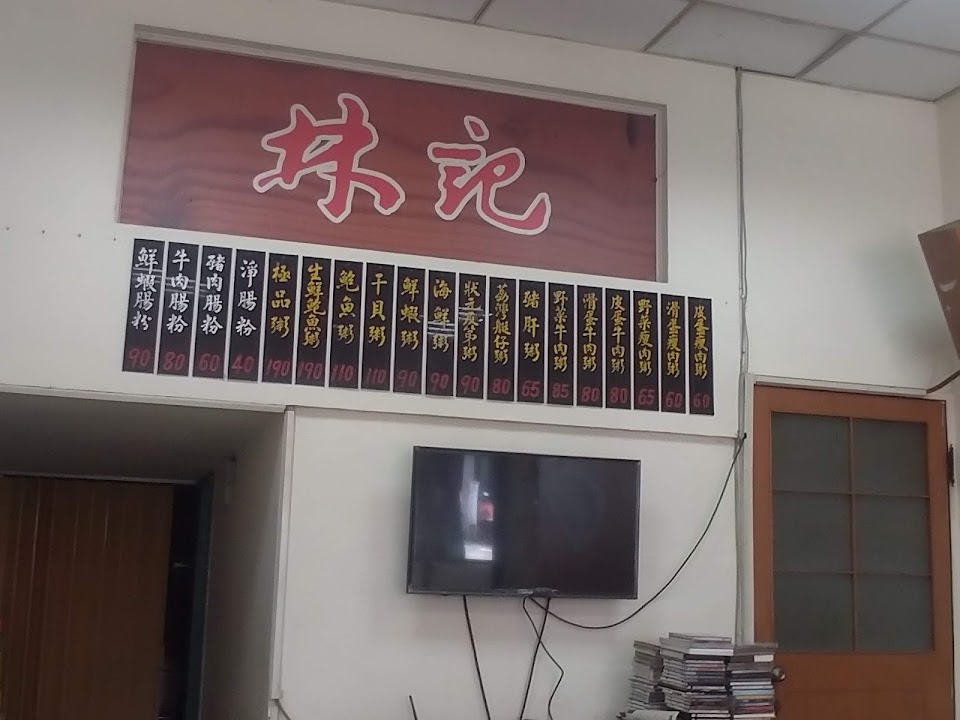 林記
皮蛋瘦肉粥 60
滑蛋瘦肉粥 60
野菜瘦肉粥 65
皮蛋牛肉粥 80
滑蛋牛肉粥 80
野菜牛肉粥 85
豬肝粥 65
荔灣艇仔粥 80
狀元及第粥 90
海鮮粥 90
鮮蝦粥 90
干貝粥 110
鮑魚粥 110
生鮮鮑魚粥 190
極品粥 190
淨腸粉 40
豬肉腸粉 60
牛肉腸粉 80
鮮蝦腸粉 90